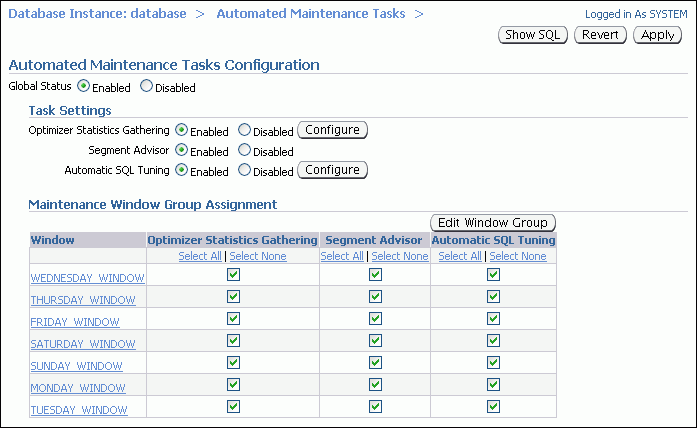 Database Instance: database > Automated Maintenance Tasks >
Logged in As SYSTEM
Show SQL Revert Apply
Automated Maintenance Tasks Configuration
Global Status Enabled Disabled
Task Settings
Optimizer Statistics Gathering Enabled Disabled Configure
Segment Advisor Enabled Disabled
Automatic SQL Tuning Enabled Disabled Configure
Maintenance Window Group Assignment
Edit Window Group
Window Optimizer Statistics Gathering Segment Advisor Automatic SQL Tuning
Select All | Select None Select All | Select None Select All | Select None
WEDNESDAY_WINDOW
THURSDAY_WINDOW
FRIDAY_WINDOW
SATURDAY_WINDOW
SUNDAY_WINDOW
MONDAY_WINDOW
TUESDAY_WINDOW